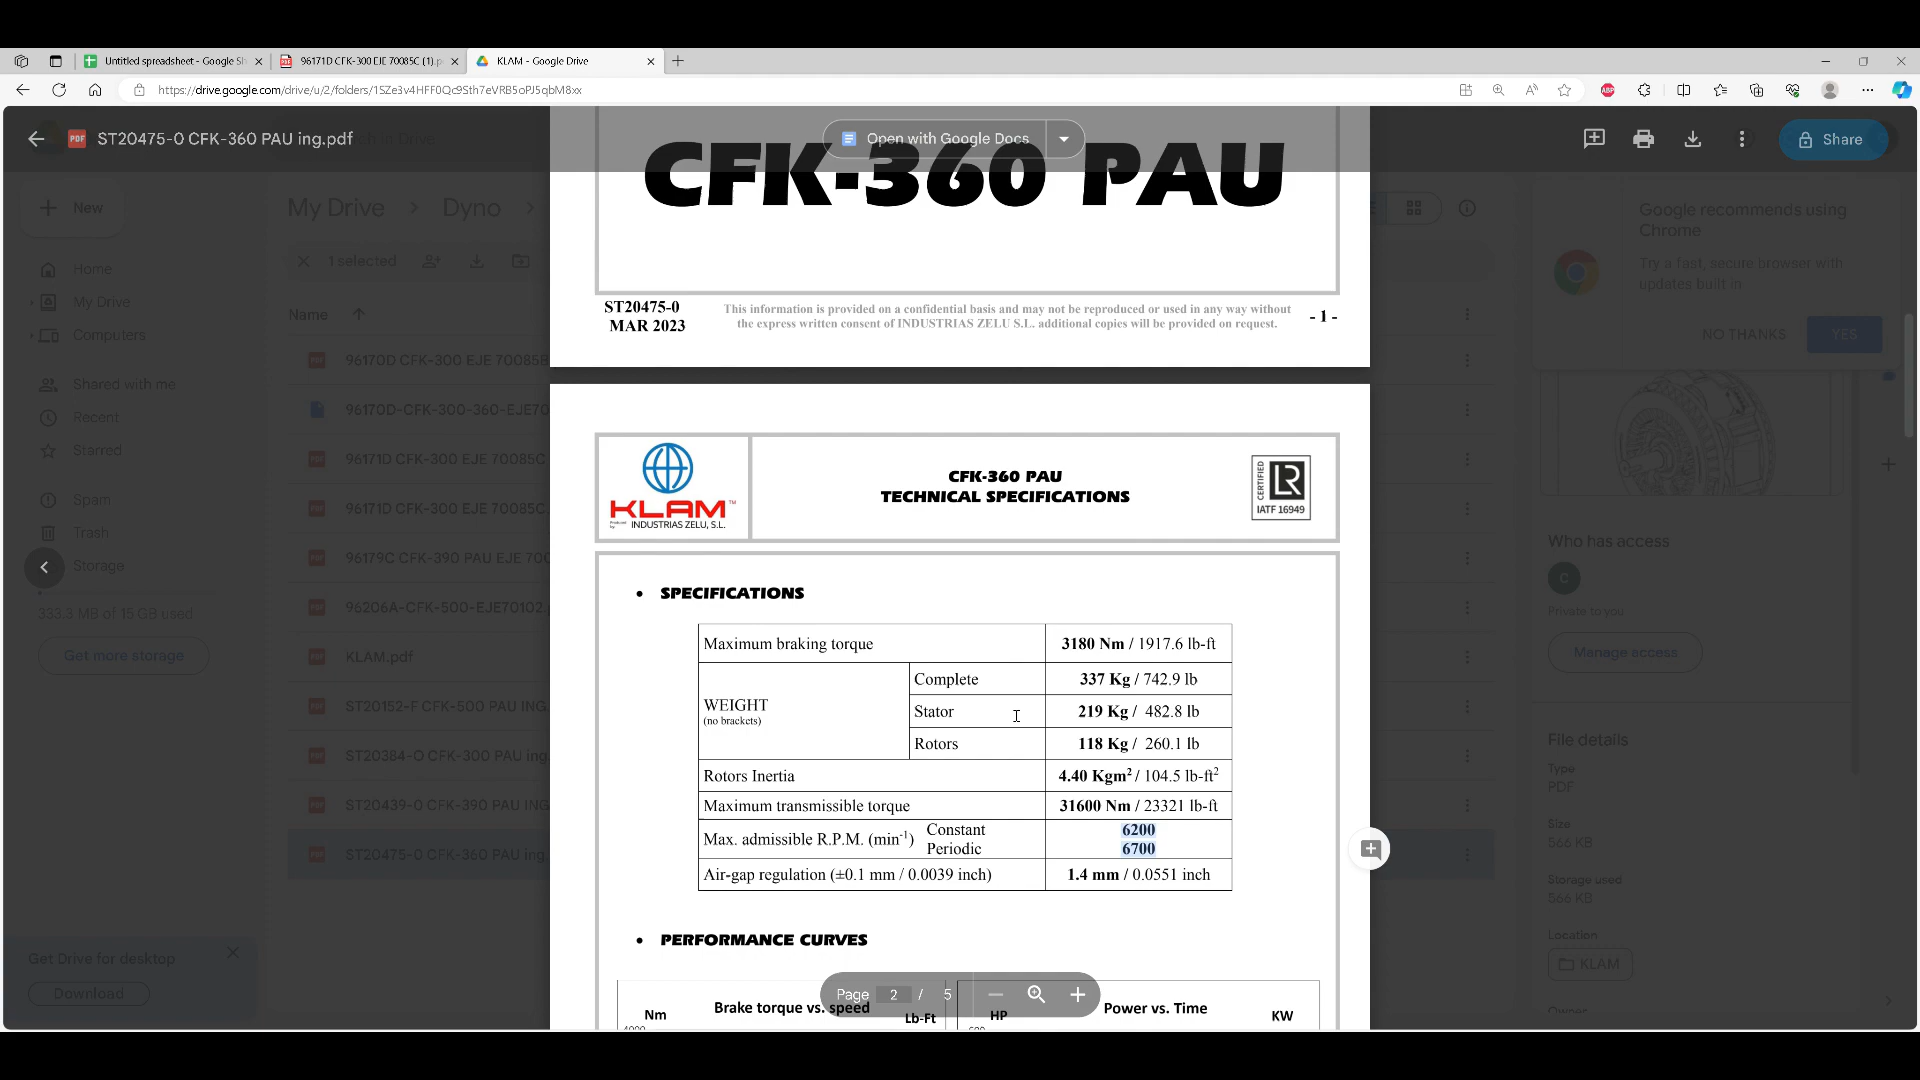 Untitled spreadsheet - Google Sh
96171D CFK-300 EJE 70085C (1).p
KLAM - Google Drive
https://drive.google.com/drive/u/2/folders/1SZe3v4HFF0Qc9Sth7eVRB5oPJ5qbM8xx
ABP
PDF ST20475-0 CFK-360 PAU ing.pdf
in Drive
Open with Google Docs
Share
CFK-360 PAU
New
My Drive > Dyno >
Google recommends using
Chrome
Try a fast, secure browser with
updates built in
NO THANKS YES
1 selected
Home
My Drive
Computers
Shared with me
Recent
Starred
Spam
Trash
Storage
333.3 MB of 15 GB used
Get more storage
Get Drive for desktop
Download
Name
96170D CFK-300 EJE 70085B
96170D-CFK-300-360-EJE70
96171D CFK-300 EJE 70085C
96171D CFK-300 EJE 70085C
96179C CFK-390 PAU EJE 700
96206A-CFK-500-EJE70102.
KLAM.pdf
ST20152-F CFK-500 PAU ING.
ST20384-O CFK-300 PAU ing
ST20439-0 CFK-390 PAU ING
ST20475-0 CFK-360 PAU ing
ST20475-0
MAR 2023
This information is provided on a confidential basis and may not be reproduced or used in any way without
the express written consent of INDUSTRIAS ZELU S.L. additional copies will be provided on request.
- 1 -
KLAM™
Produced by INDUSTRIAS ZELU, S.L.
CFK-360 PAU
TECHNICAL SPECIFICATIONS
CERTIFIED
LR
IATF 16949
• SPECIFICATIONS
Maximum braking torque 3180 Nm / 1917.6 lb-ft
WEIGHT
(no brackets)
Complete 337 Kg / 742.9 lb
Stator 219 Kg / 482.8 lb
Rotors 118 Kg / 260.1 lb
Rotors Inertia 4.40 Kgm² / 104.5 lb-ft²
Maximum transmissible torque 31600 Nm / 23321 lb-ft
Max. admissible R.P.M. (min⁻¹) Constant 6200
Periodic 6700
Air-gap regulation (±0.1 mm / 0.0039 inch) 1.4 mm / 0.0551 inch
• PERFORMANCE CURVES
Nm Brake torque vs. speed Lb-Ft
HP Power vs. Time KW
Page 2 / 5
Who has access
C
Private to you
Manage access
File details
Type
PDF
Size
566 KB
Storage used
566 KB
Location
KLAM
Owner